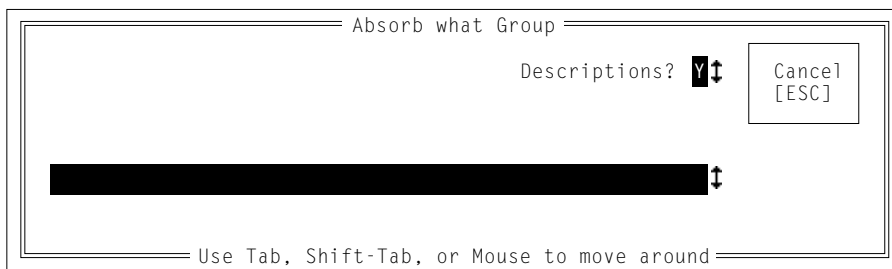 Absorb what Group
Descriptions? Y↕
Cancel
[ESC]
↕
Use Tab, Shift-Tab, or Mouse to move around